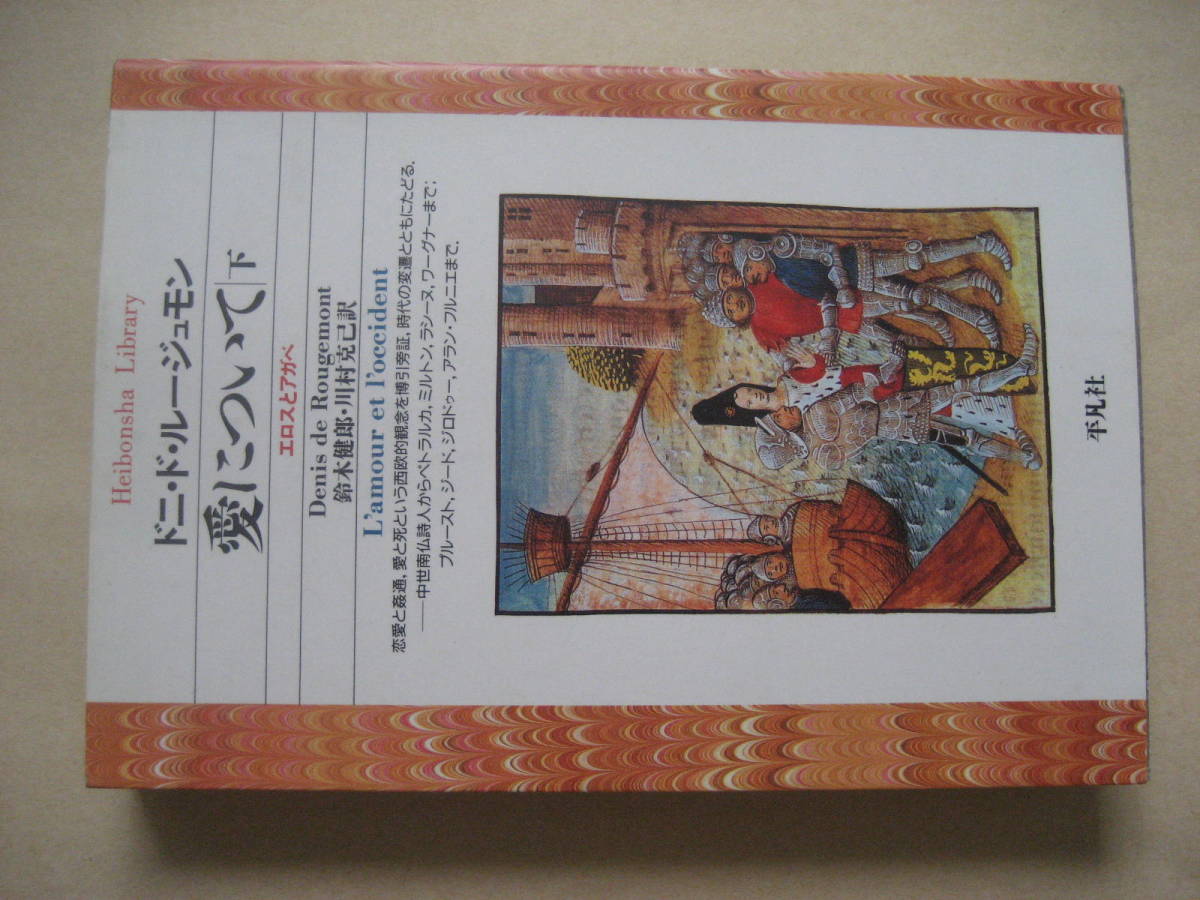 Heibonsha Library
ドニ・ド・ルージュモン
愛について 下
エロスとアガペ
Denis de Rougemont
鈴木健郎・川村克己訳
L'amour et l'occident
恋愛と姦通，愛と死という西欧的観念を博引旁証，時代の変遷とともにたどる．
——中世南仏詩人からペトラルカ，ミルトン，ラシーヌ，ワーグナーまで；
プルースト，ジード，ジロドゥー，アラン・フルニエまで．
平凡社